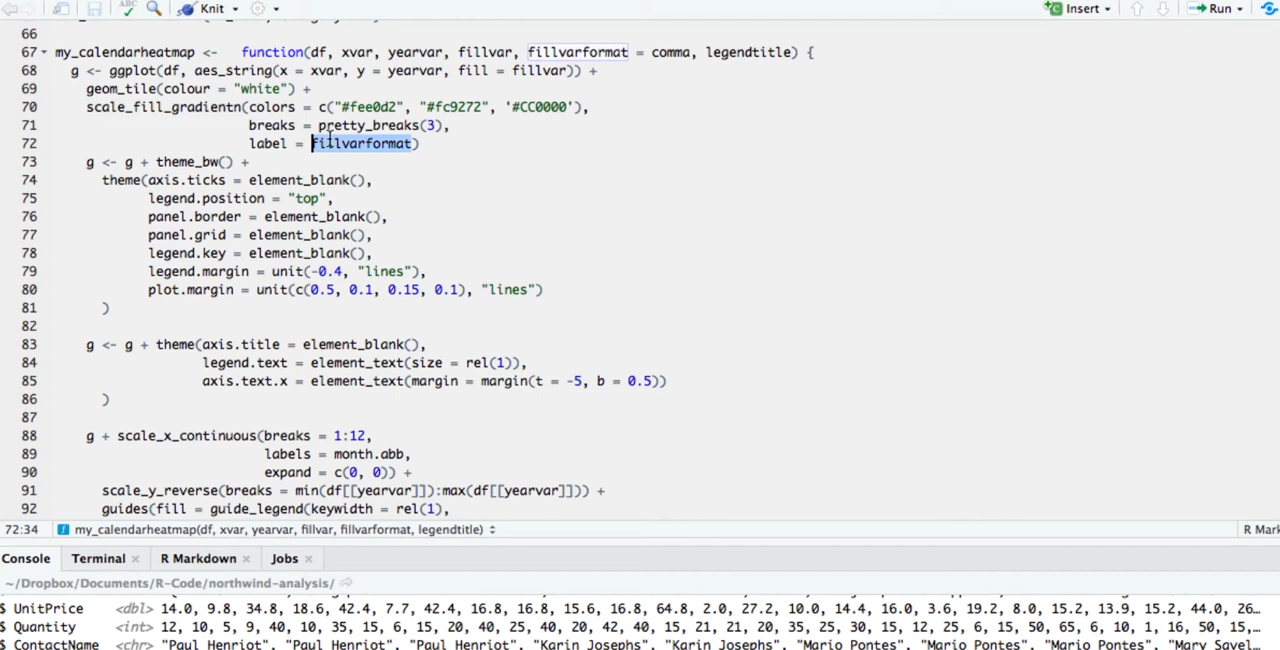 ABC Knit Insert Run
66
67 my_calendarheatmap <- function(df, xvar, yearvar, fillvar, fillvarformat = comma, legendtitle) {
68 g <- ggplot(df, aes_string(x = xvar, y = yearvar, fill = fillvar)) +
69 geom_tile(colour = "white") +
70 scale_fill_gradientn(colors = c("#fee0d2", "#fc9272", '#CC0000'),
71 breaks = pretty_breaks(3),
72 label = fillvarformat)
73 g <- g + theme_bw() +
74 theme(axis.ticks = element_blank(),
75 legend.position = "top",
76 panel.border = element_blank(),
77 panel.grid = element_blank(),
78 legend.key = element_blank(),
79 legend.margin = unit(-0.4, "lines"),
80 plot.margin = unit(c(0.5, 0.1, 0.15, 0.1), "lines")
81 )
82
83 g <- g + theme(axis.title = element_blank(),
84 legend.text = element_text(size = rel(1)),
85 axis.text.x = element_text(margin = margin(t = -5, b = 0.5))
86 )
87
88 g + scale_x_continuous(breaks = 1:12,
89 labels = month.abb,
90 expand = c(0, 0)) +
91 scale_y_reverse(breaks = min(df[[yearvar]]):max(df[[yearvar]])) +
92 guides(fill = guide_legend(keywidth = rel(1),
72:34 my_calendarheatmap(df, xvar, yearvar, fillvar, fillvarformat, legendtitle) R Mark
Console Terminal R Markdown Jobs
~/Dropbox/Documents/R-Code/northwind-analysis/
$ UnitPrice <dbl> 14.0, 9.8, 34.8, 18.6, 42.4, 7.7, 42.4, 16.8, 16.8, 15.6, 16.8, 64.8, 2.0, 27.2, 10.0, 14.4, 16.0, 3.6, 19.2, 8.0, 15.2, 13.9, 15.2, 44.0, 26…
$ Quantity <int> 12, 10, 5, 9, 40, 10, 35, 15, 6, 15, 20, 40, 25, 40, 20, 42, 40, 15, 21, 21, 20, 35, 25, 30, 15, 12, 25, 6, 15, 50, 65, 6, 10, 1, 16, 50, 15,…
$ ContactName <chr> "Paul Henriot", "Paul Henriot", "Paul Henriot", "Karin Josephs", "Karin Josephs", "Mario Pontes", "Mario Pontes", "Mario Pontes", "Mary Savel…